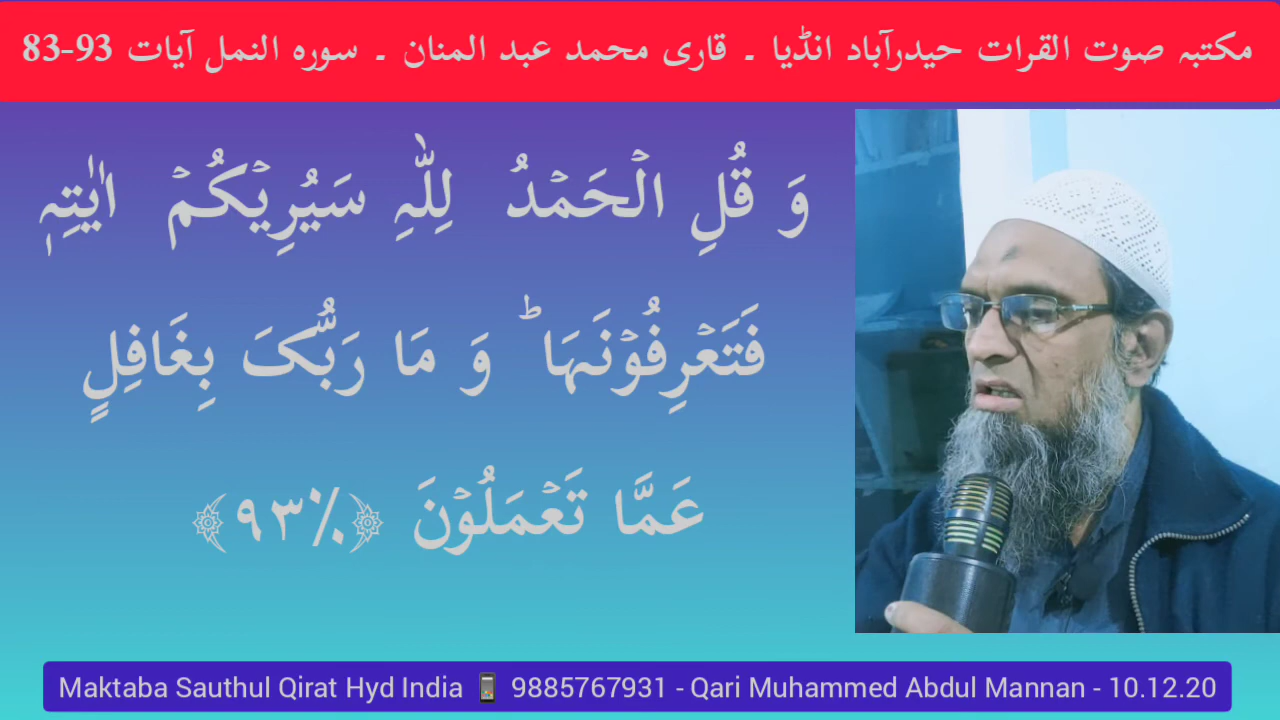 مکتبہ صوت القرات حیدرآباد انڈیا ۔ قاری محمد عبد المنان ۔ سورہ النمل آیات 93-83
وَ قُلِ الۡحَمۡدُ لِلّٰہِ سَیُرِیۡکُمۡ اٰیٰتِہٖ
فَتَعۡرِفُوۡنَہَا ؕ وَ مَا رَبُّکَ بِغَافِلٍ
عَمَّا تَعۡمَلُوۡنَ ﴿٪۹۳﴾
Maktaba Sauthul Qirat Hyd India 📱 9885767931 - Qari Muhammed Abdul Mannan - 10.12.20